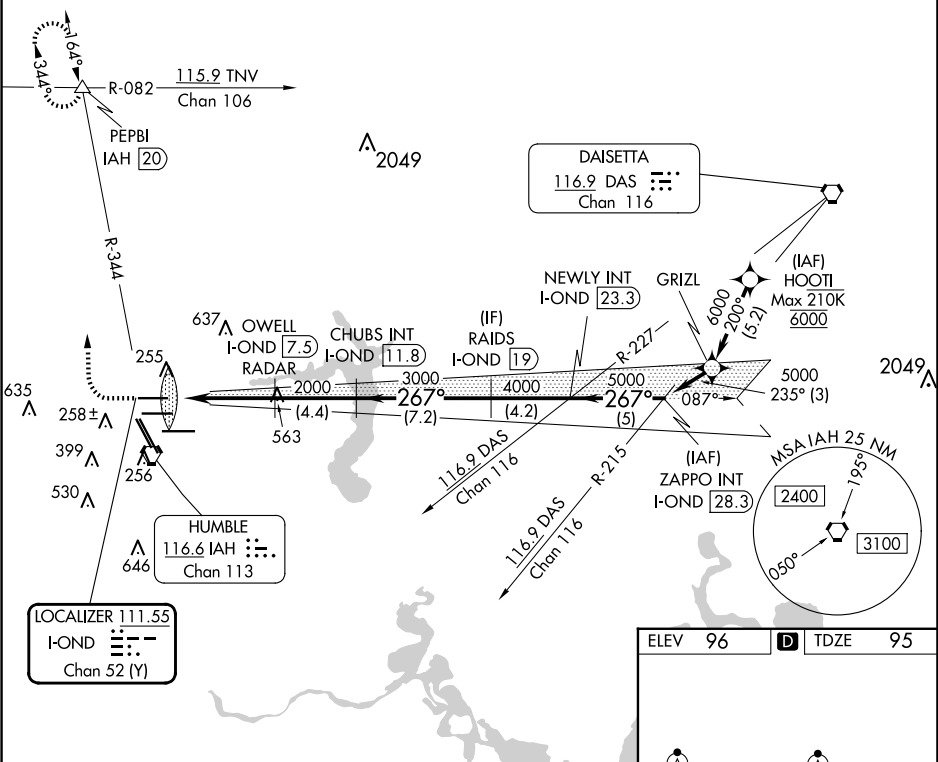 164°
344°
R-082
115.9 TNV
Chan 106
PEPBI
IAH 20
2049
DAISETTA
116.9 DAS
Chan 116
R-344
NEWLY INT
I-OND 23.3
GRIZL
(IAF)
HOOTI
Max 210K
6000
6000
200°
(5.2)
637
OWELL
I-OND 7.5
RADAR
CHUBS INT
I-OND 11.8
(IF)
RAIDS
I-OND 19
R-227
255
2049
635
258±
2000
3000
4000
5000
5000
267°
267°
087°
235° (3)
(4.4)
(7.2)
(4.2)
(5)
563
399
256
530
116.9 DAS
Chan 116
R-215
(IAF)
ZAPPO INT
I-OND 28.3
MSA IAH 25 NM
195°
2400
3100
050°
116.9 DAS
Chan 116
HUMBLE
116.6 IAH
Chan 113
646
LOCALIZER 111.55
I-OND
Chan 52 (Y)
ELEV 96 D TDZE 95
A
A